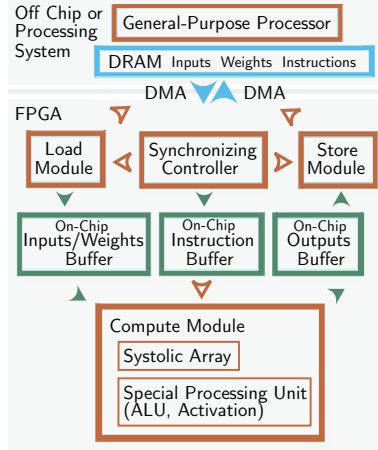 Off Chip or
Processing
System
General-Purpose Processor
DRAM Inputs Weights Instructions
DMA DMA
FPGA
Load
Module
Synchronizing
Controller
Store
Module
On-Chip
Inputs/Weights
Buffer
On-Chip
Instruction
Buffer
On-Chip
Outputs
Buffer
Compute Module
Systolic Array
Special Processing Unit
(ALU, Activation)